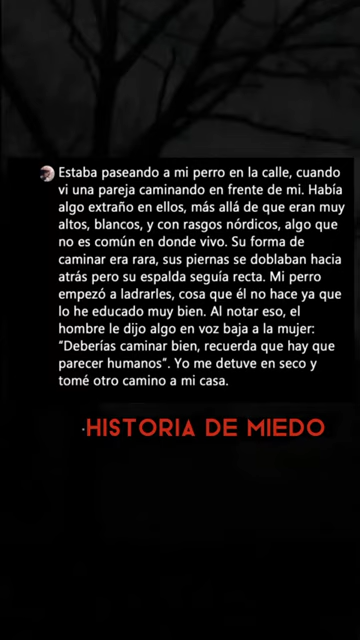 Estaba paseando a mi perro en la calle, cuando
vi una pareja caminando en frente de mi. Había
algo extraño en ellos, más allá de que eran muy
altos, blancos, y con rasgos nórdicos, algo que
no es común en donde vivo. Su forma de
caminar era rara, sus piernas se doblaban hacia
atrás pero su espalda seguía recta. Mi perro
empezó a ladrarles, cosa que él no hace ya que
lo he educado muy bien. Al notar eso, el
hombre le dijo algo en voz baja a la mujer:
“Deberías caminar bien, recuerda que hay que
parecer humanos”. Yo me detuve en seco y
tomé otro camino a mi casa.
HISTORIA DE MIEDO